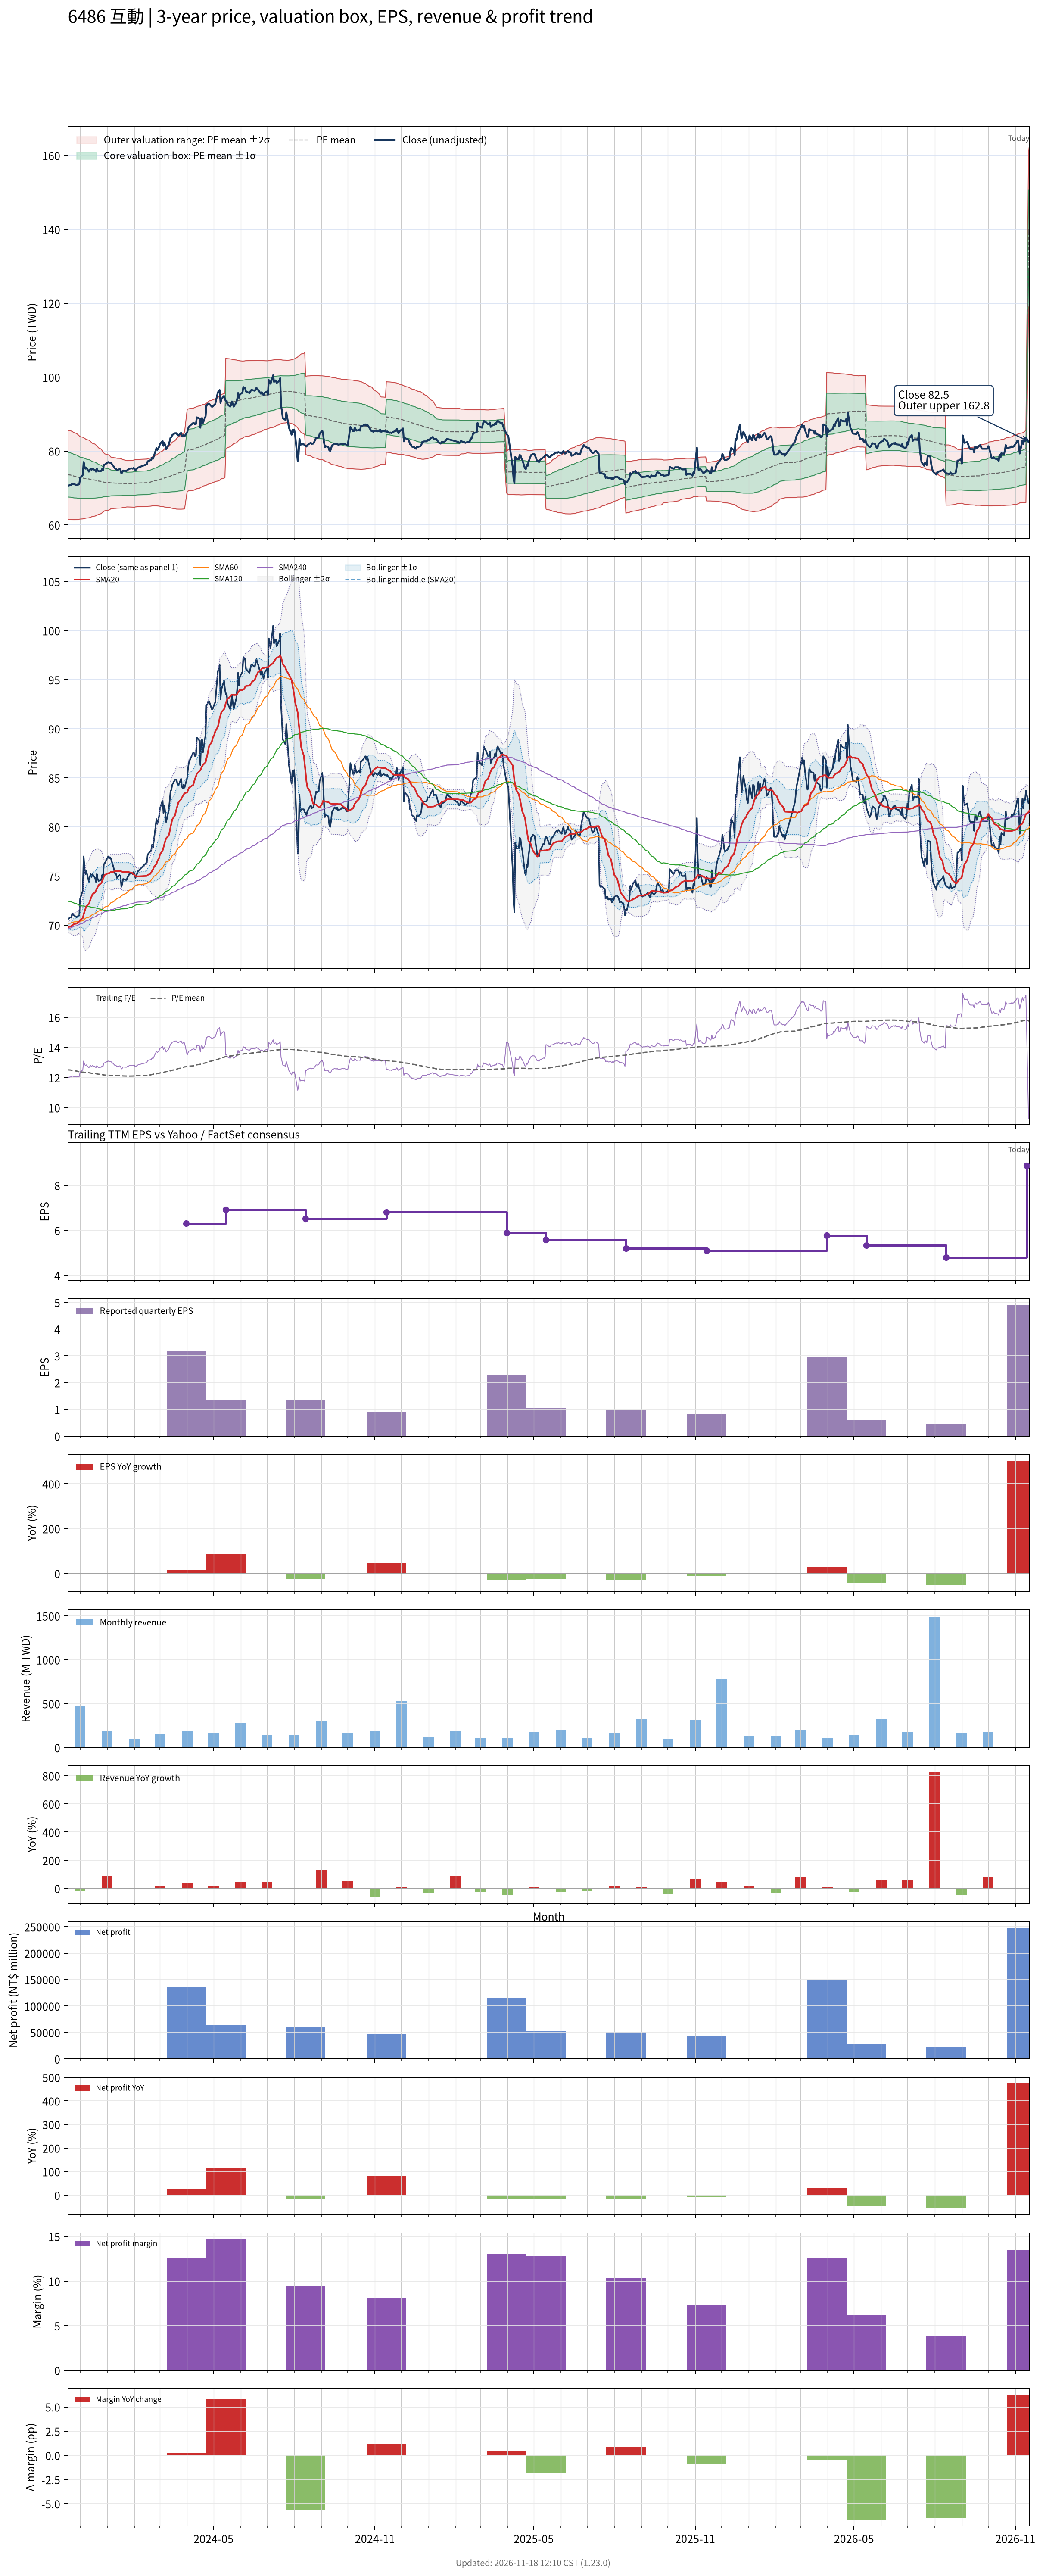 6486 互動 | 3-year price, valuation box, EPS, revenue & profit trend
Outer valuation range: PE mean ±2σ
Core valuation box: PE mean ±1σ
PE mean
Close (unadjusted)
Today
Price (TWD)
160
140
120
100
80
60
Close 82.5
Outer upper 162.8
Close (same as panel 1)
SMA20
SMA60
SMA120
SMA240
Bollinger ±2σ
Bollinger ±1σ
Bollinger middle (SMA20)
Price
105
100
95
90
85
80
75
70
Trailing P/E
P/E mean
P/E
16
14
12
10
Trailing TTM EPS vs Yahoo / FactSet consensus
Today
EPS
8
6
4
Reported quarterly EPS
EPS
5
4
3
2
1
0
EPS YoY growth
YoY (%)
400
200
0
Monthly revenue
Revenue (M TWD)
1500
1000
500
0
Revenue YoY growth
YoY (%)
800
600
400
200
0
Month
Net profit
Net profit (NT$ million)
250000
200000
150000
100000
50000
0
Net profit YoY
YoY (%)
500
400
300
200
100
0
Net profit margin
Margin (%)
15
10
5
0
Margin YoY change
Δ margin (pp)
5.0
2.5
0.0
-2.5
-5.0
2024-05
2024-11
2025-05
2025-11
2026-05
2026-11
Updated: 2026-11-18 12:10 CST (1.23.0)